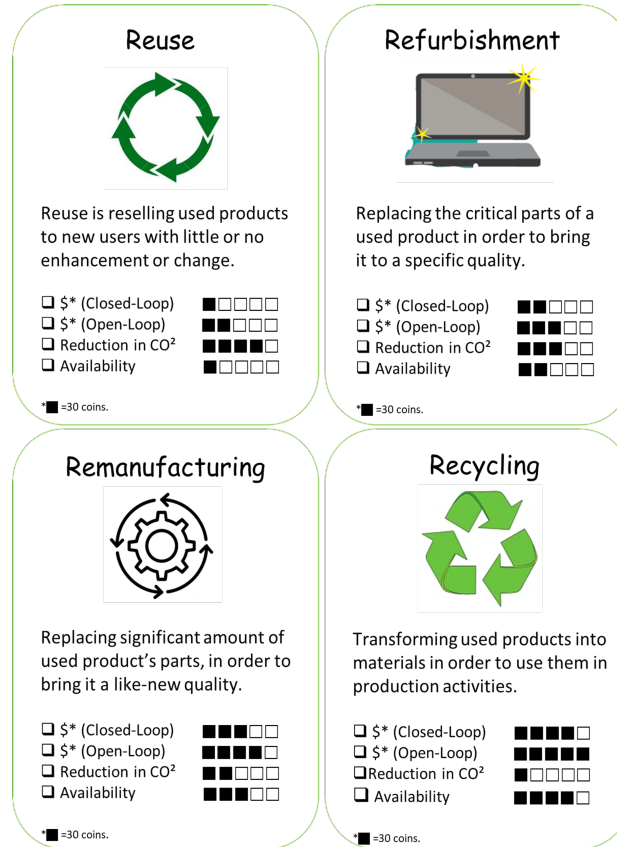 Reuse
Reuse is reselling used products
to new users with little or no
enhancement or change.
❑ $* (Closed-Loop) ■□□□□
❑ $* (Open-Loop) ■■□□□
❑ Reduction in CO² ■■■■□
❑ Availability ■□□□□
*■ =30 coins.
Refurbishment
Replacing the critical parts of a
used product in order to bring
it to a specific quality.
❑ $* (Closed-Loop) ■■□□□
❑ $* (Open-Loop) ■■■□□
❑ Reduction in CO² ■■■□□
❑ Availability ■■□□□
*■ =30 coins.
Remanufacturing
Replacing significant amount of
used product's parts, in order to
bring it a like-new quality.
❑ $* (Closed-Loop) ■■■□□
❑ $* (Open-Loop) ■■■■□
❑ Reduction in CO² ■■□□□
❑ Availability ■■■□□
*■ =30 coins.
Recycling
Transforming used products into
materials in order to use them in
production activities.
❑ $* (Closed-Loop) ■■■■□
❑ $* (Open-Loop) ■■■■■
❑Reduction in CO² ■□□□□
❑ Availability ■■■■□
*■ =30 coins.